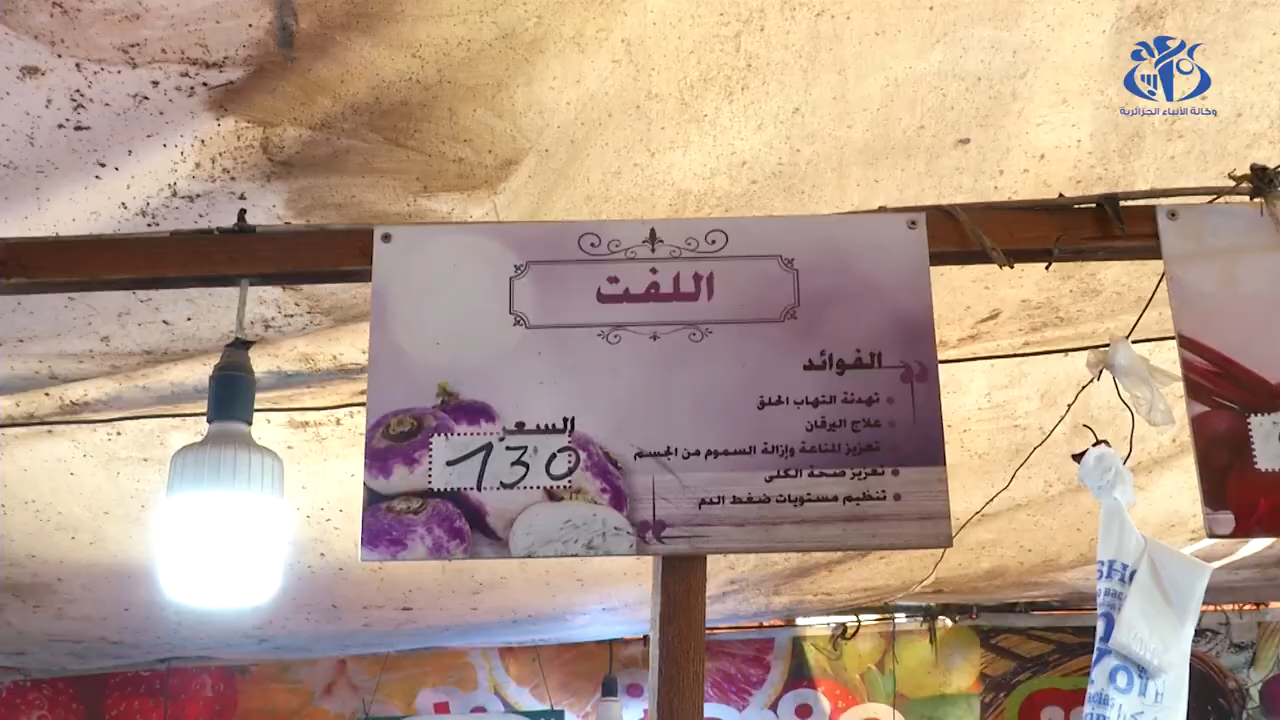 وكالة الأنباء الجزائرية
اللفت
الفوائد
تهدئة التهاب الحلق
علاج اليرقان
تعزيز المناعة وإزالة السموم من الجسم
تعزيز صحة الكلى
تنظيم مستويات ضغط الدم
السعر
130